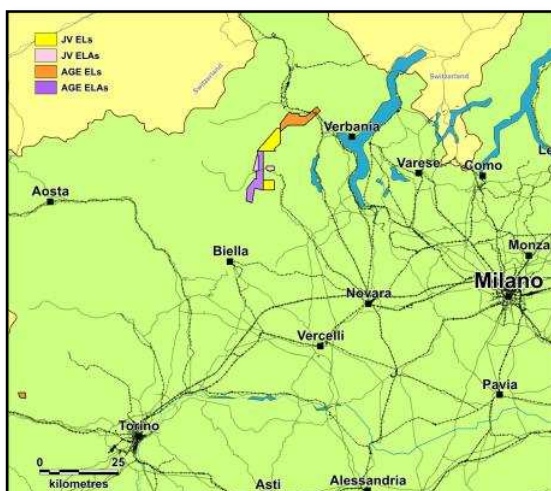 JV ELs
JV ELAs
AGE ELs
AGE ELAs
Switzerland
Switzerland
Verbania
Varese
Como
Le
Aosta
Biella
Monza
Milano
Novara
Vercelli
Pavia
Torino
0 25
kilometres
Asti
Alessandria